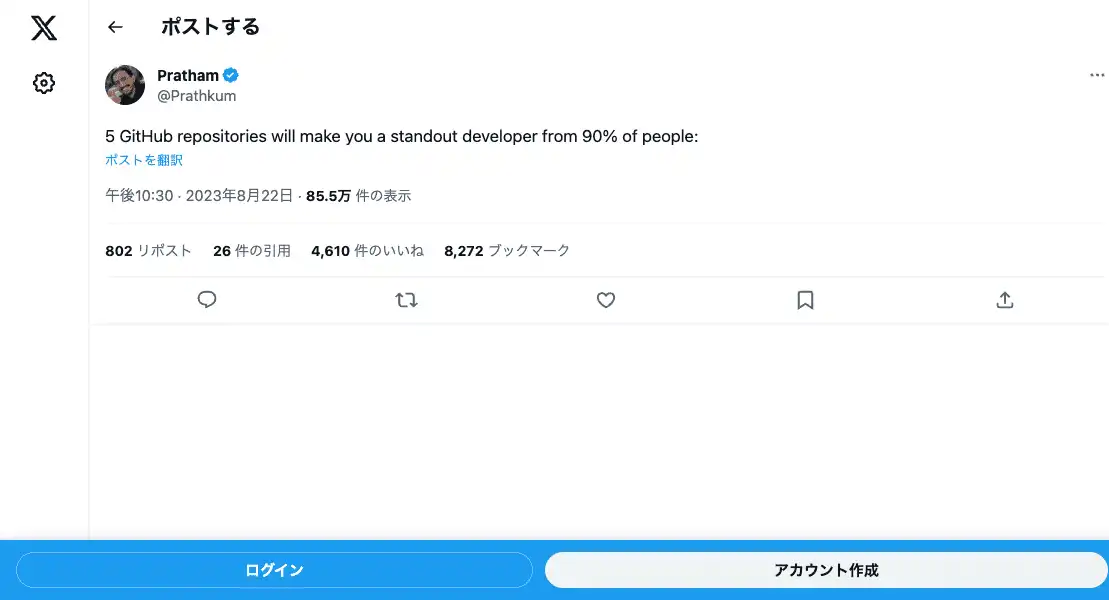 ポストする
Pratham
@Prathkum
5 GitHub repositories will make you a standout developer from 90% of people:
ポストを翻訳
午後10:30 · 2023年8月22日 · 85.5万 件の表示
802 リポスト 26 件の引用 4,610 件のいいね 8,272 ブックマーク
ログイン アカウント作成